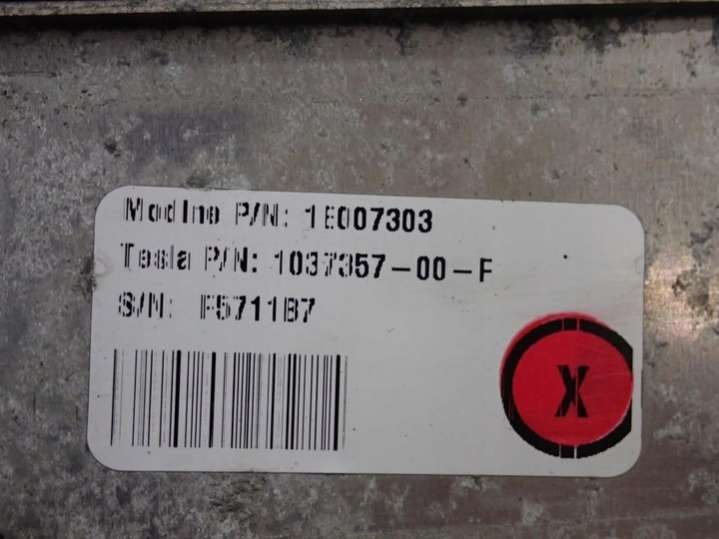 Modine P/N: 1E007303
Tesla P/N: 1037357-00-F
S/N: F5711B7
X